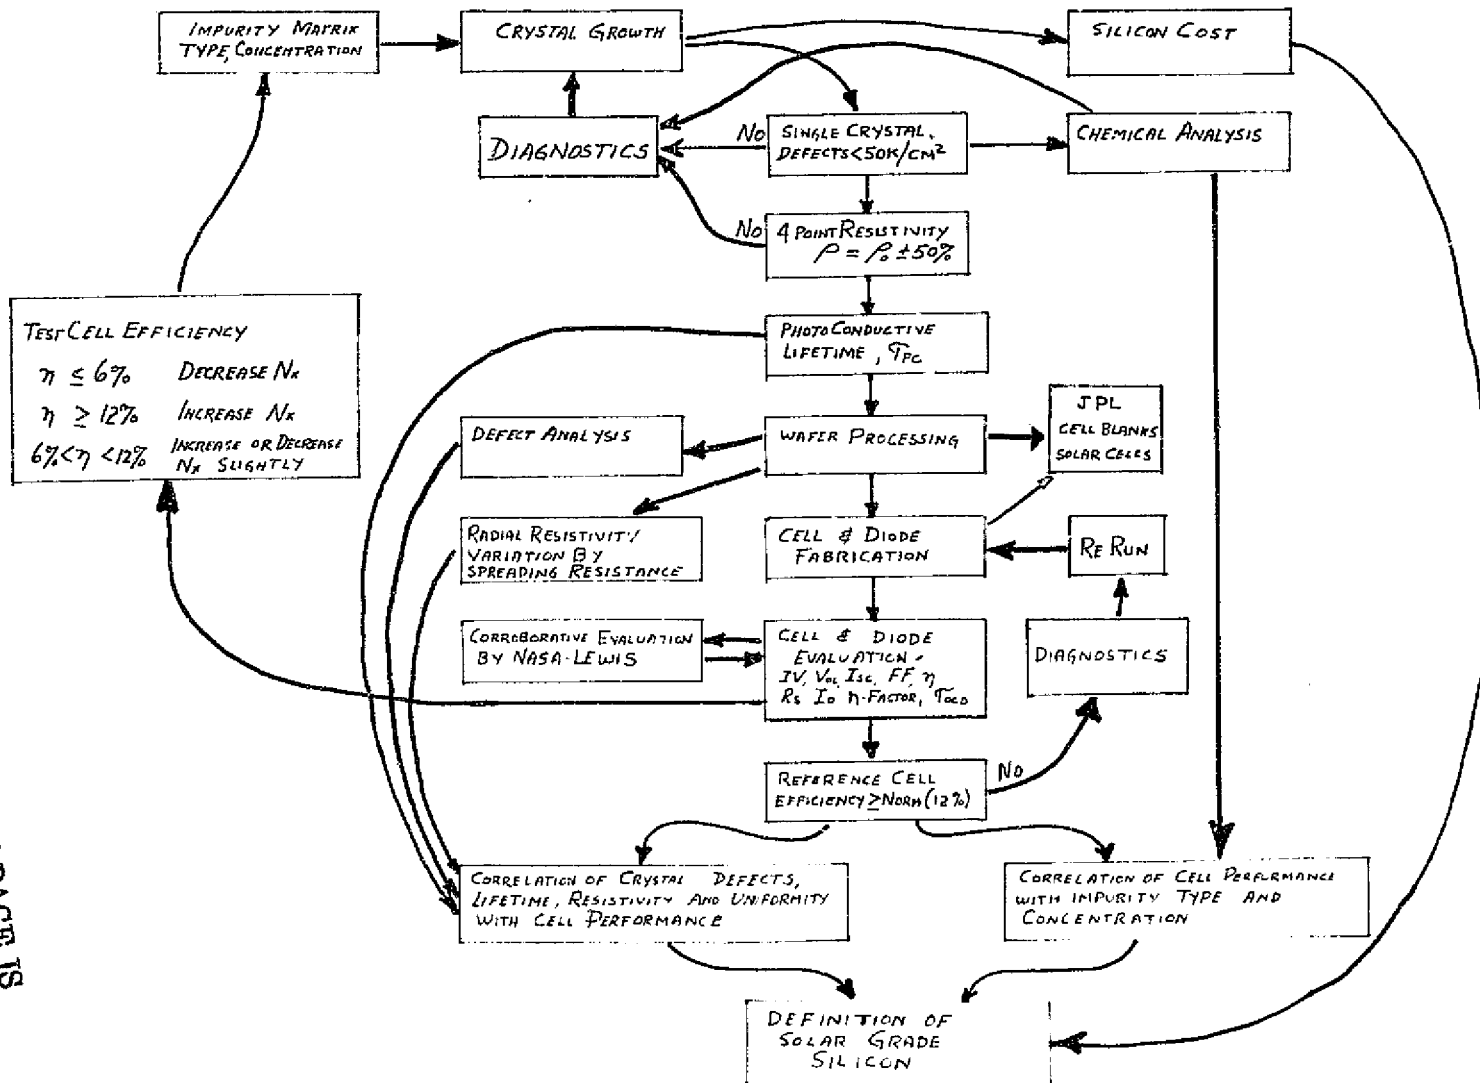 IMPURITY MATRIX
TYPE, CONCENTRATION
CRYSTAL GROWTH
SILICON COST
DIAGNOSTICS
No
SINGLE CRYSTAL,
DEFECTS<50K/CM²
CHEMICAL ANALYSIS
No
4 POINT RESISTIVITY
ρ = ρ₀ ±50%
TEST CELL EFFICIENCY
η ≤ 6% DECREASE Nx
η ≥ 12% INCREASE Nx
6%<η<12% INCREASE OR DECREASE
Nx SLIGHTLY
PHOTOCONDUCTIVE
LIFETIME, τPC
DEFECT ANALYSIS
WAFER PROCESSING
JPL
CELL BLANKS
SOLAR CELLS
RADIAL RESISTIVITY
VARIATION BY
SPREADING RESISTANCE
CELL & DIODE
FABRICATION
RE RUN
CORROBORATIVE EVALUATION
BY NASA-LEWIS
CELL & DIODE
EVALUATION -
IV, Voc, Isc, FF, η
Rs Io n-FACTOR, τOCD
DIAGNOSTICS
REFERENCE CELL
EFFICIENCY ≥ NORM (12%)
No
CORRELATION OF CRYSTAL DEFECTS,
LIFETIME, RESISTIVITY AND UNIFORMITY
WITH CELL PERFORMANCE
CORRELATION OF CELL PERFORMANCE
WITH IMPURITY TYPE AND
CONCENTRATION
DEFINITION OF
SOLAR GRADE
SILICON
PAGE IS